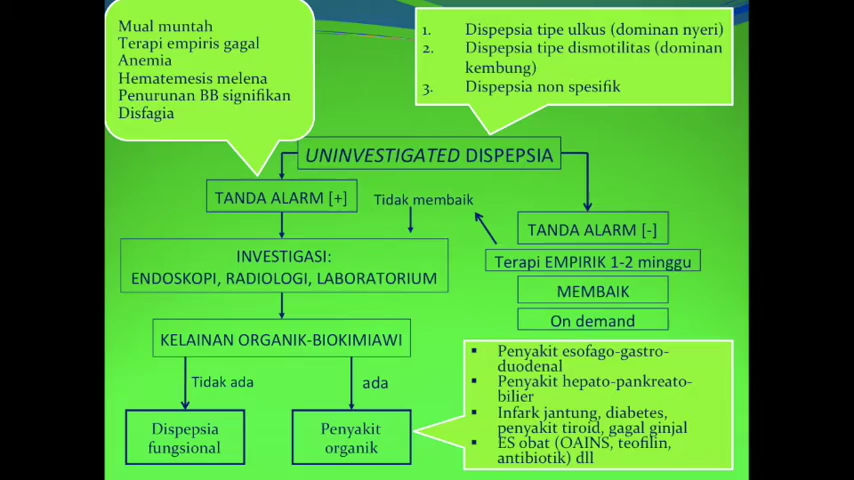 Mual muntah
Terapi empiris gagal
Anemia
Hematemesis melena
Penurunan BB signifikan
Disfagia
1. Dispepsia tipe ulkus (dominan nyeri)
2. Dispepsia tipe dismotilitas (dominan
kembung)
3. Dispepsia non spesifik
UNINVESTIGATED DISPEPSIA
TANDA ALARM [+]
Tidak membaik
TANDA ALARM [-]
INVESTIGASI:
ENDOSKOPI, RADIOLOGI, LABORATORIUM
Terapi EMPIRIK 1-2 minggu
MEMBAIK
On demand
KELAINAN ORGANIK-BIOKIMIAWI
Tidak ada
ada
Dispepsia
fungsional
Penyakit
organik
▪ Penyakit esofago-gastro-
duodenal
▪ Penyakit hepato-pankreato-
bilier
▪ Infark jantung, diabetes,
penyakit tiroid, gagal ginjal
▪ ES obat (OAINS, teofilin,
antibiotik) dll